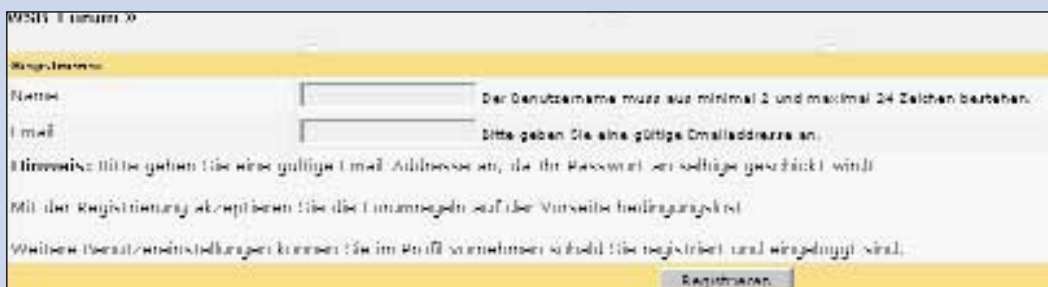 WSB Forum »
Registrieren
Name
Der Benutzername muss aus minimal 2 und maximal 24 Zeichen bestehen.
Email
Bitte geben Sie eine gültige Emailaddresse an.
Hinweis: Bitte geben Sie eine gültige Email Addresse an, da Ihr Passwort an selbige geschickt wird!
Mit der Registrierung akzeptieren Sie die Forumregeln auf der Vorseite bedingungslos!
Weitere Benutzereinstellungen können Sie im Profil vornehmen sobald Sie registriert und eingeloggt sind.
Registrieren